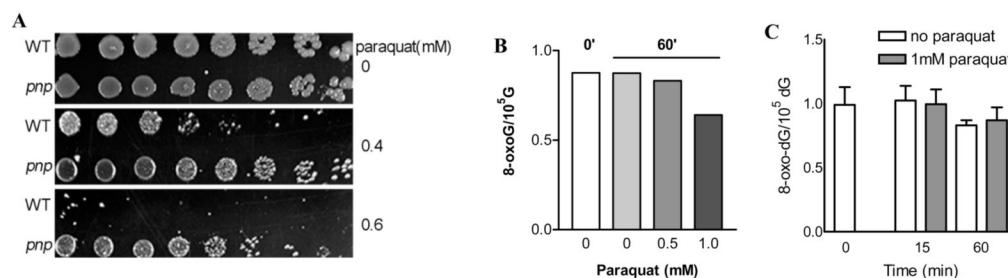 A
WT
paraquat(mM)
0
pnp
WT
0.4
pnp
WT
0.6
pnp
B
0' 60'
1.0
0.5
0.0
8-oxoG/10⁵G
0 0 0.5 1.0
Paraquat (mM)
C
no paraquat
1mM paraquat
1.5
1.0
0.5
0.0
8-oxo-dG/10⁵ dG
0 15 60
Time (min)